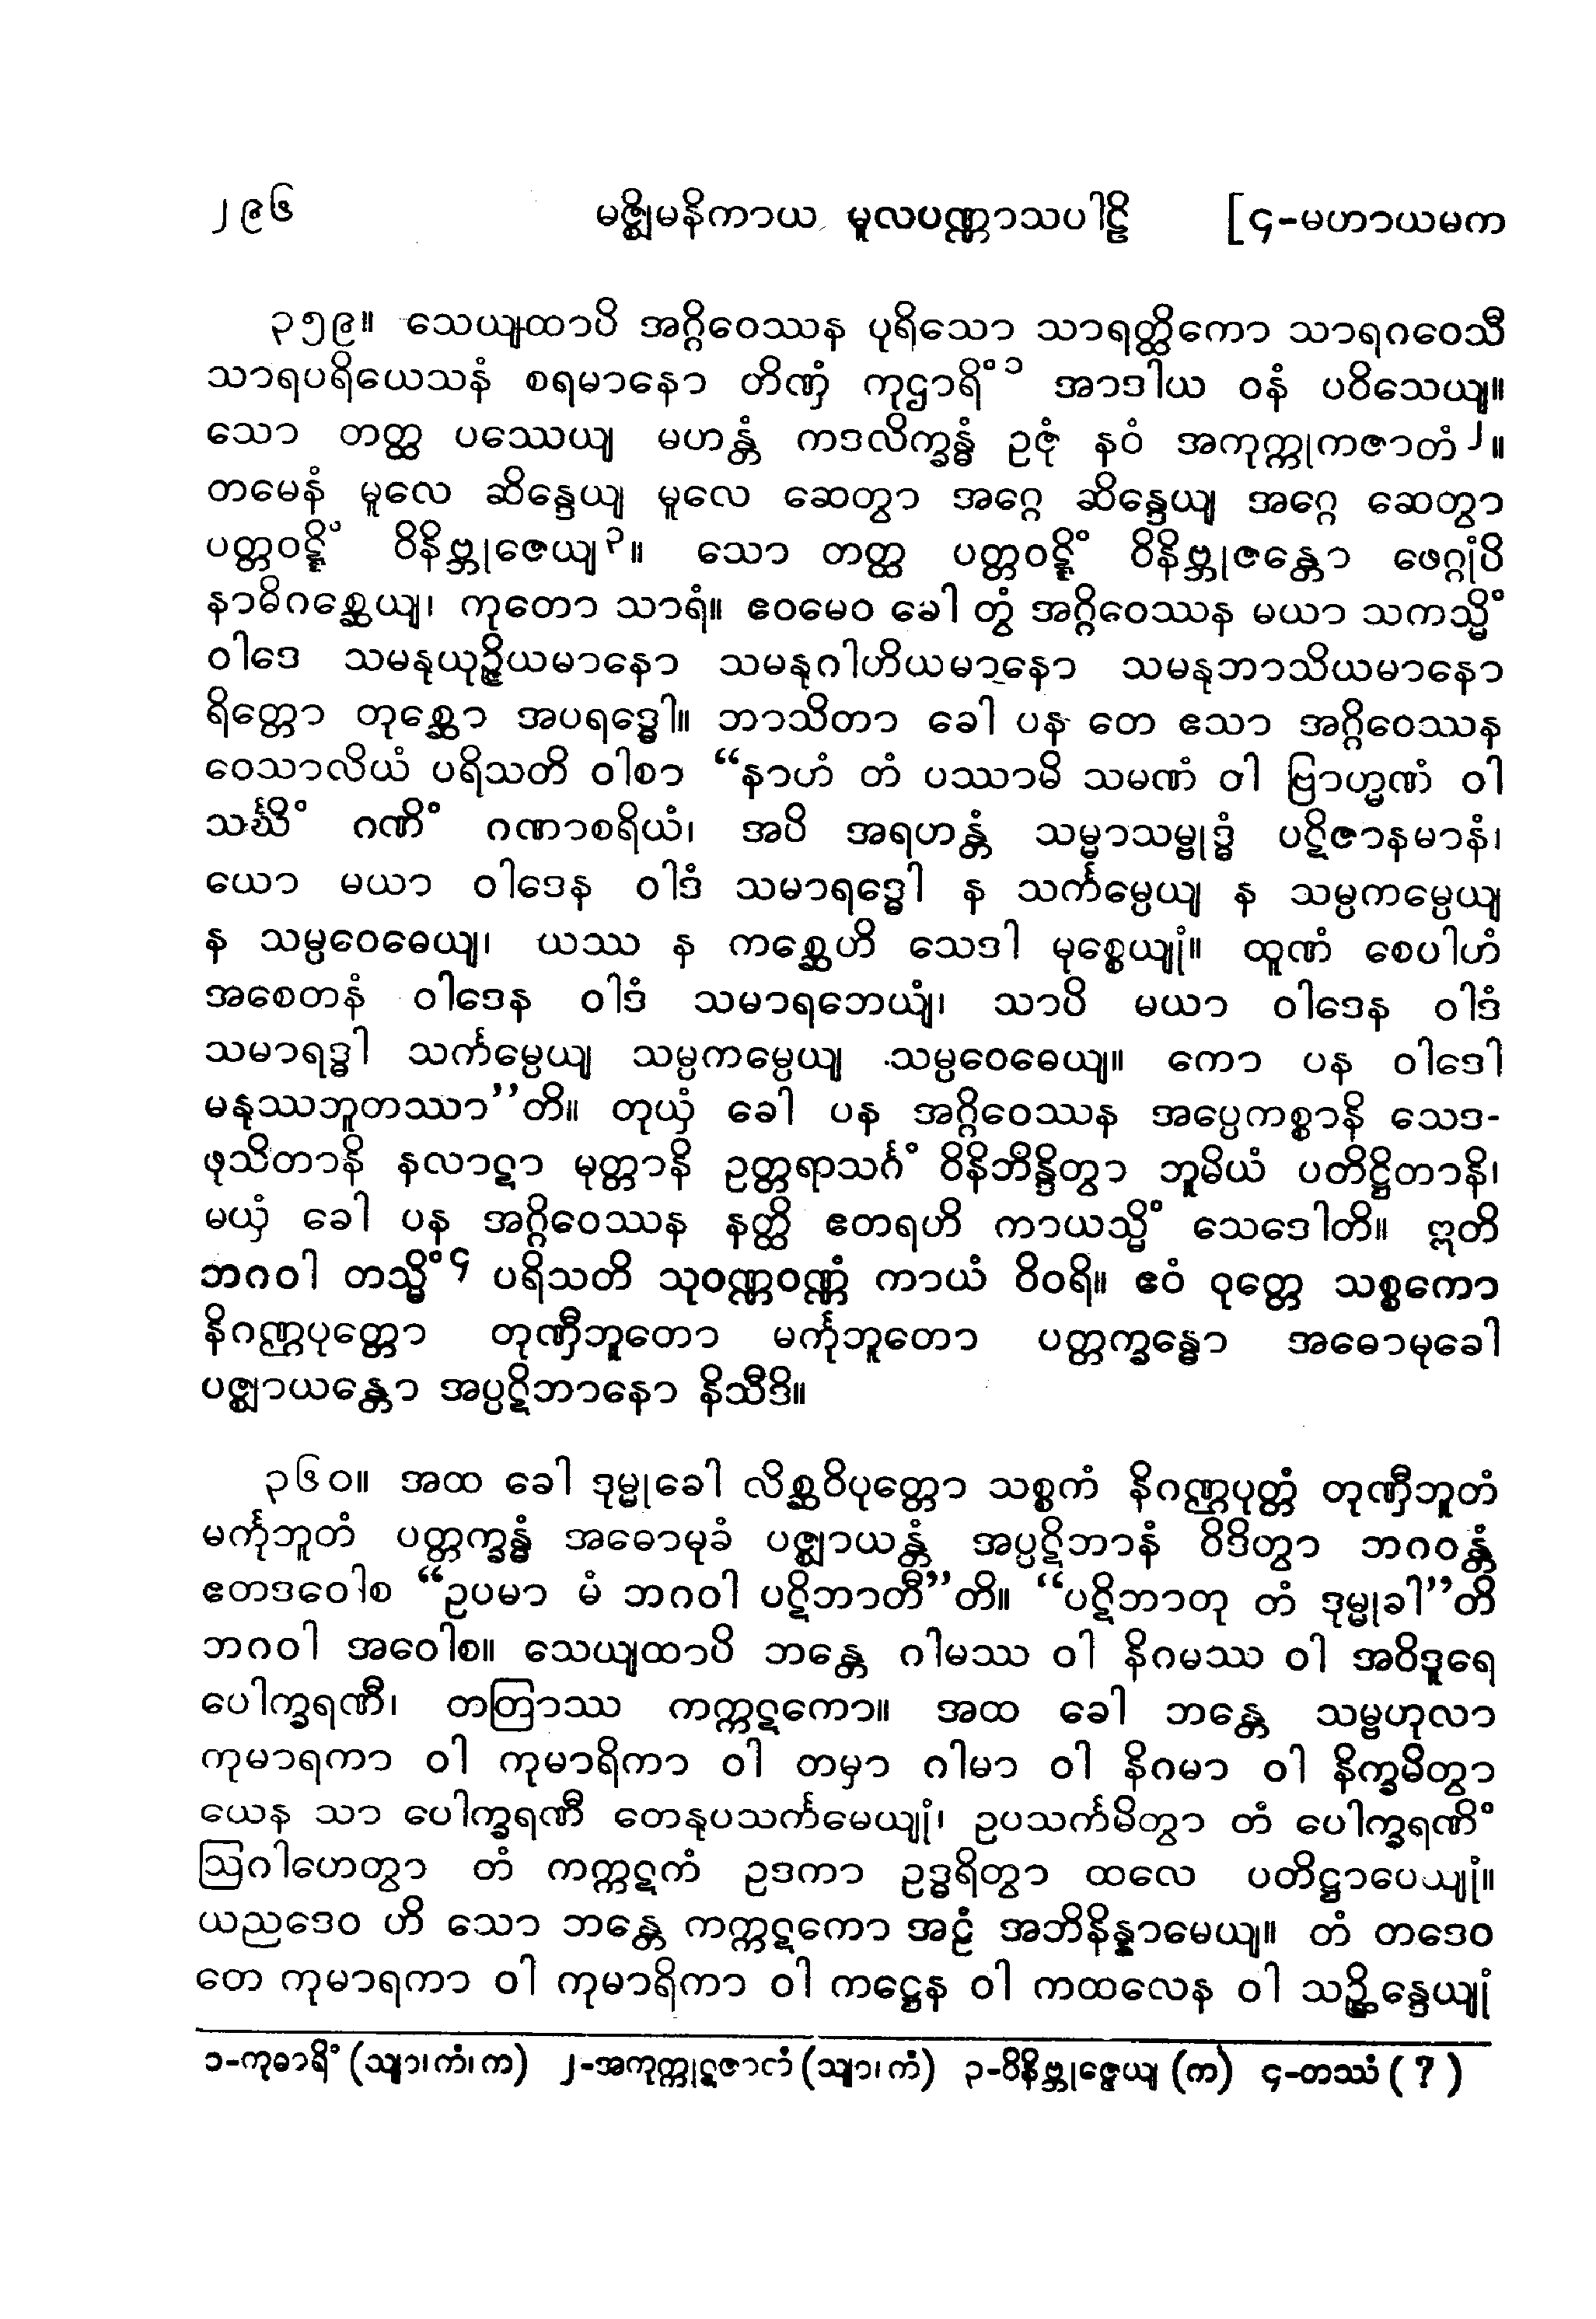 ၂၉၆ မဇ္ဈိမနိကာယ မူလပဏ္ဏာသပါဠိ [၄-မဟာယမက
၃၅၉။ သေယျထာပိ အဂ္ဂိဝေဿန ပုရိသော သာရတ္ထိကော သာရဂဝေသီ
သာရပရိယေသနံ စရမာနော တိဏှံ ကုဌာရိံ ၁ အာဒါယ ဝနံ ပဝိသေယျ။
သော တတ္ထ ပဿေယျ မဟန္တံ ကဒလိက္ခန္ဓံ ဥဇုံ နဝံ အကုက္ကုကဇာတံ ၂။
တမေနံ မူလေ ဆိန္ဒေယျ မူလေ ဆေတွာ အဂ္ဂေ ဆိန္ဒေယျ အဂ္ဂေ ဆေတွာ
ပတ္တဝဋ္ဋိံ ဝိနိဗ္ဘုဇေယျ ၃။ သော တတ္ထ ပတ္တဝဋ္ဋိံ ဝိနိဗ္ဘုဇန္တော ဖေဂ္ဂုံပိ
နာဓိဂစ္ဆေယျ၊ ကုတော သာရံ။ ဧဝမေဝ ခေါ တွံ အဂ္ဂိဝေဿန မယာ သကသ္မိံ
ဝါဒေ သမနုယုဉ္ဇိယမာနော သမနုဂါဟိယမာနော သမနုဘာသိယမာနော
ရိတ္တော တုစ္ဆော အပရဒ္ဓေါ။ ဘာသိတာ ခေါ ပန တေ ဧသာ အဂ္ဂိဝေဿန
ဝေသာလိယံ ပရိသတိ ဝါစာ “နာဟံ တံ ပဿာမိ သမဏံ ဝါ ဗြာဟ္မဏံ ဝါ
သင်္ဃိံ ဂဏိံ ဂဏာစရိယံ၊ အပိ အရဟန္တံ သမ္မာသမ္ဗုဒ္ဓံ ပဋိဇာနမာနံ၊
ယော မယာ ဝါဒေန ဝါဒံ သမာရဒ္ဓေါ န သင်္ကမ္ပေယျ န သမ္ပကမ္ပေယျ
န သမ္ပဝေဓေယျ၊ ယဿ န ကစ္ဆေဟိ သေဒါ မုစ္စေယျုံ။ ထူဏံ စေပါဟံ
အစေတနံ ဝါဒေန ဝါဒံ သမာရဘေယျံ၊ သာပိ မယာ ဝါဒေန ဝါဒံ
သမာရဒ္ဓါ သင်္ကမ္ပေယျ သမ္ပကမ္ပေယျ သမ္ပဝေဓေယျ။ ကော ပန ဝါဒေါ
မနုဿဘူတဿာ”တိ။ တုယှံ ခေါ ပန အဂ္ဂိဝေဿန အပ္ပေကစ္စာနိ သေဒ-
ဖုသိတာနိ နလာဋာ မုတ္တာနိ ဥတ္တရာသင်္ဂံ ဝိနိဘိန္ဒိတွာ ဘူမိယံ ပတိဋ္ဌိတာနိ၊
မယှံ ခေါ ပန အဂ္ဂိဝေဿန နတ္ထိ ဧတရဟိ ကာယသ္မိံ သေဒေါတိ။ ဣတိ
ဘဂဝါ တသ္မိံ ၄ ပရိသတိ သုဝဏ္ဏဝဏ္ဏံ ကာယံ ဝိဝရိ။ ဧဝံ ဝုတ္တေ သစ္စကော
နိဂဏ္ဌပုတ္တော တုဏှီဘူတော မင်္ကုဘူတော ပတ္တက္ခန္ဓော အဓောမုခေါ
ပဇ္ဈာယန္တော အပ္ပဋိဘာနော နိသီဒိ။
၃၆၀။ အထ ခေါ ဒုမ္မုခေါ လိစ္ဆဝိပုတ္တော သစ္စကံ နိဂဏ္ဌပုတ္တံ တုဏှီဘူတံ
မင်္ကုဘူတံ ပတ္တက္ခန္ဓံ အဓောမုခံ ပဇ္ဈာယန္တံ အပ္ပဋိဘာနံ ဝိဒိတွာ ဘဂဝန္တံ
ဧတဒဝေါစ “ဥပမာ မံ ဘဂဝါ ပဋိဘာတီ”တိ။ “ပဋိဘာတု တံ ဒုမ္မုခါ”တိ
ဘဂဝါ အဝေါစ။ သေယျထာပိ ဘန္တေ ဂါမဿ ဝါ နိဂမဿ ဝါ အဝိဒူရေ
ပေါက္ခရဏီ၊ တတြာဿ ကက္ကဋကော။ အထ ခေါ ဘန္တေ သမ္ဗဟုလာ
ကုမာရကာ ဝါ ကုမာရိကာ ဝါ တမှာ ဂါမာ ဝါ နိဂမာ ဝါ နိက္ခမိတွာ
ယေန သာ ပေါက္ခရဏီ တေနုပသင်္ကမေယျုံ၊ ဥပသင်္ကမိတွာ တံ ပေါက္ခရဏိံ
ဩဂါဟေတွာ တံ ကက္ကဋကံ ဥဒကာ ဥဒ္ဓရိတွာ ထလေ ပတိဋ္ဌာပေယျုံ။
ယညဒေဝ ဟိ သော ဘန္တေ ကက္ကဋကော အဠံ အဘိနိန္နာမေယျ။ တံ တဒေဝ
တေ ကုမာရကာ ဝါ ကုမာရိကာ ဝါ ကဋ္ဌေန ဝါ ကထလေန ဝါ သဉ္ဆိန္ဒေယျုံ
၁-ကုဓာရိံ (သျာ၊ကံ၊က) ၂-အကုက္ကုဋဇာတံ (သျာ၊ကံ) ၃-ဝိနိဗ္ဘုဇ္ဇေယျ (က) ၄-တဿံ (?)